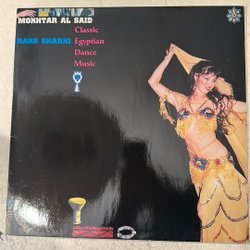 MOKHTAR AL SAID
Classic
RAKS SHARKI Egyptian
Dance
Music